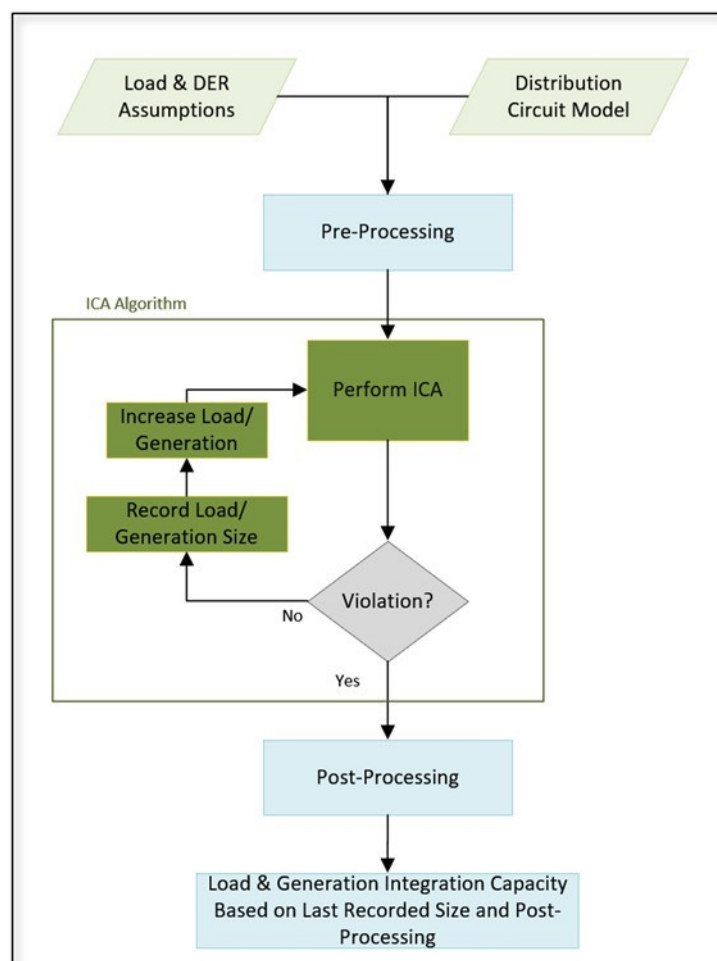 Load & DER
Assumptions
Distribution
Circuit Model
Pre-Processing
ICA Algorithm
Perform ICA
Increase Load/
Generation
Record Load/
Generation Size
Violation?
No
Yes
Post-Processing
Load & Generation Integration Capacity
Based on Last Recorded Size and Post-
Processing